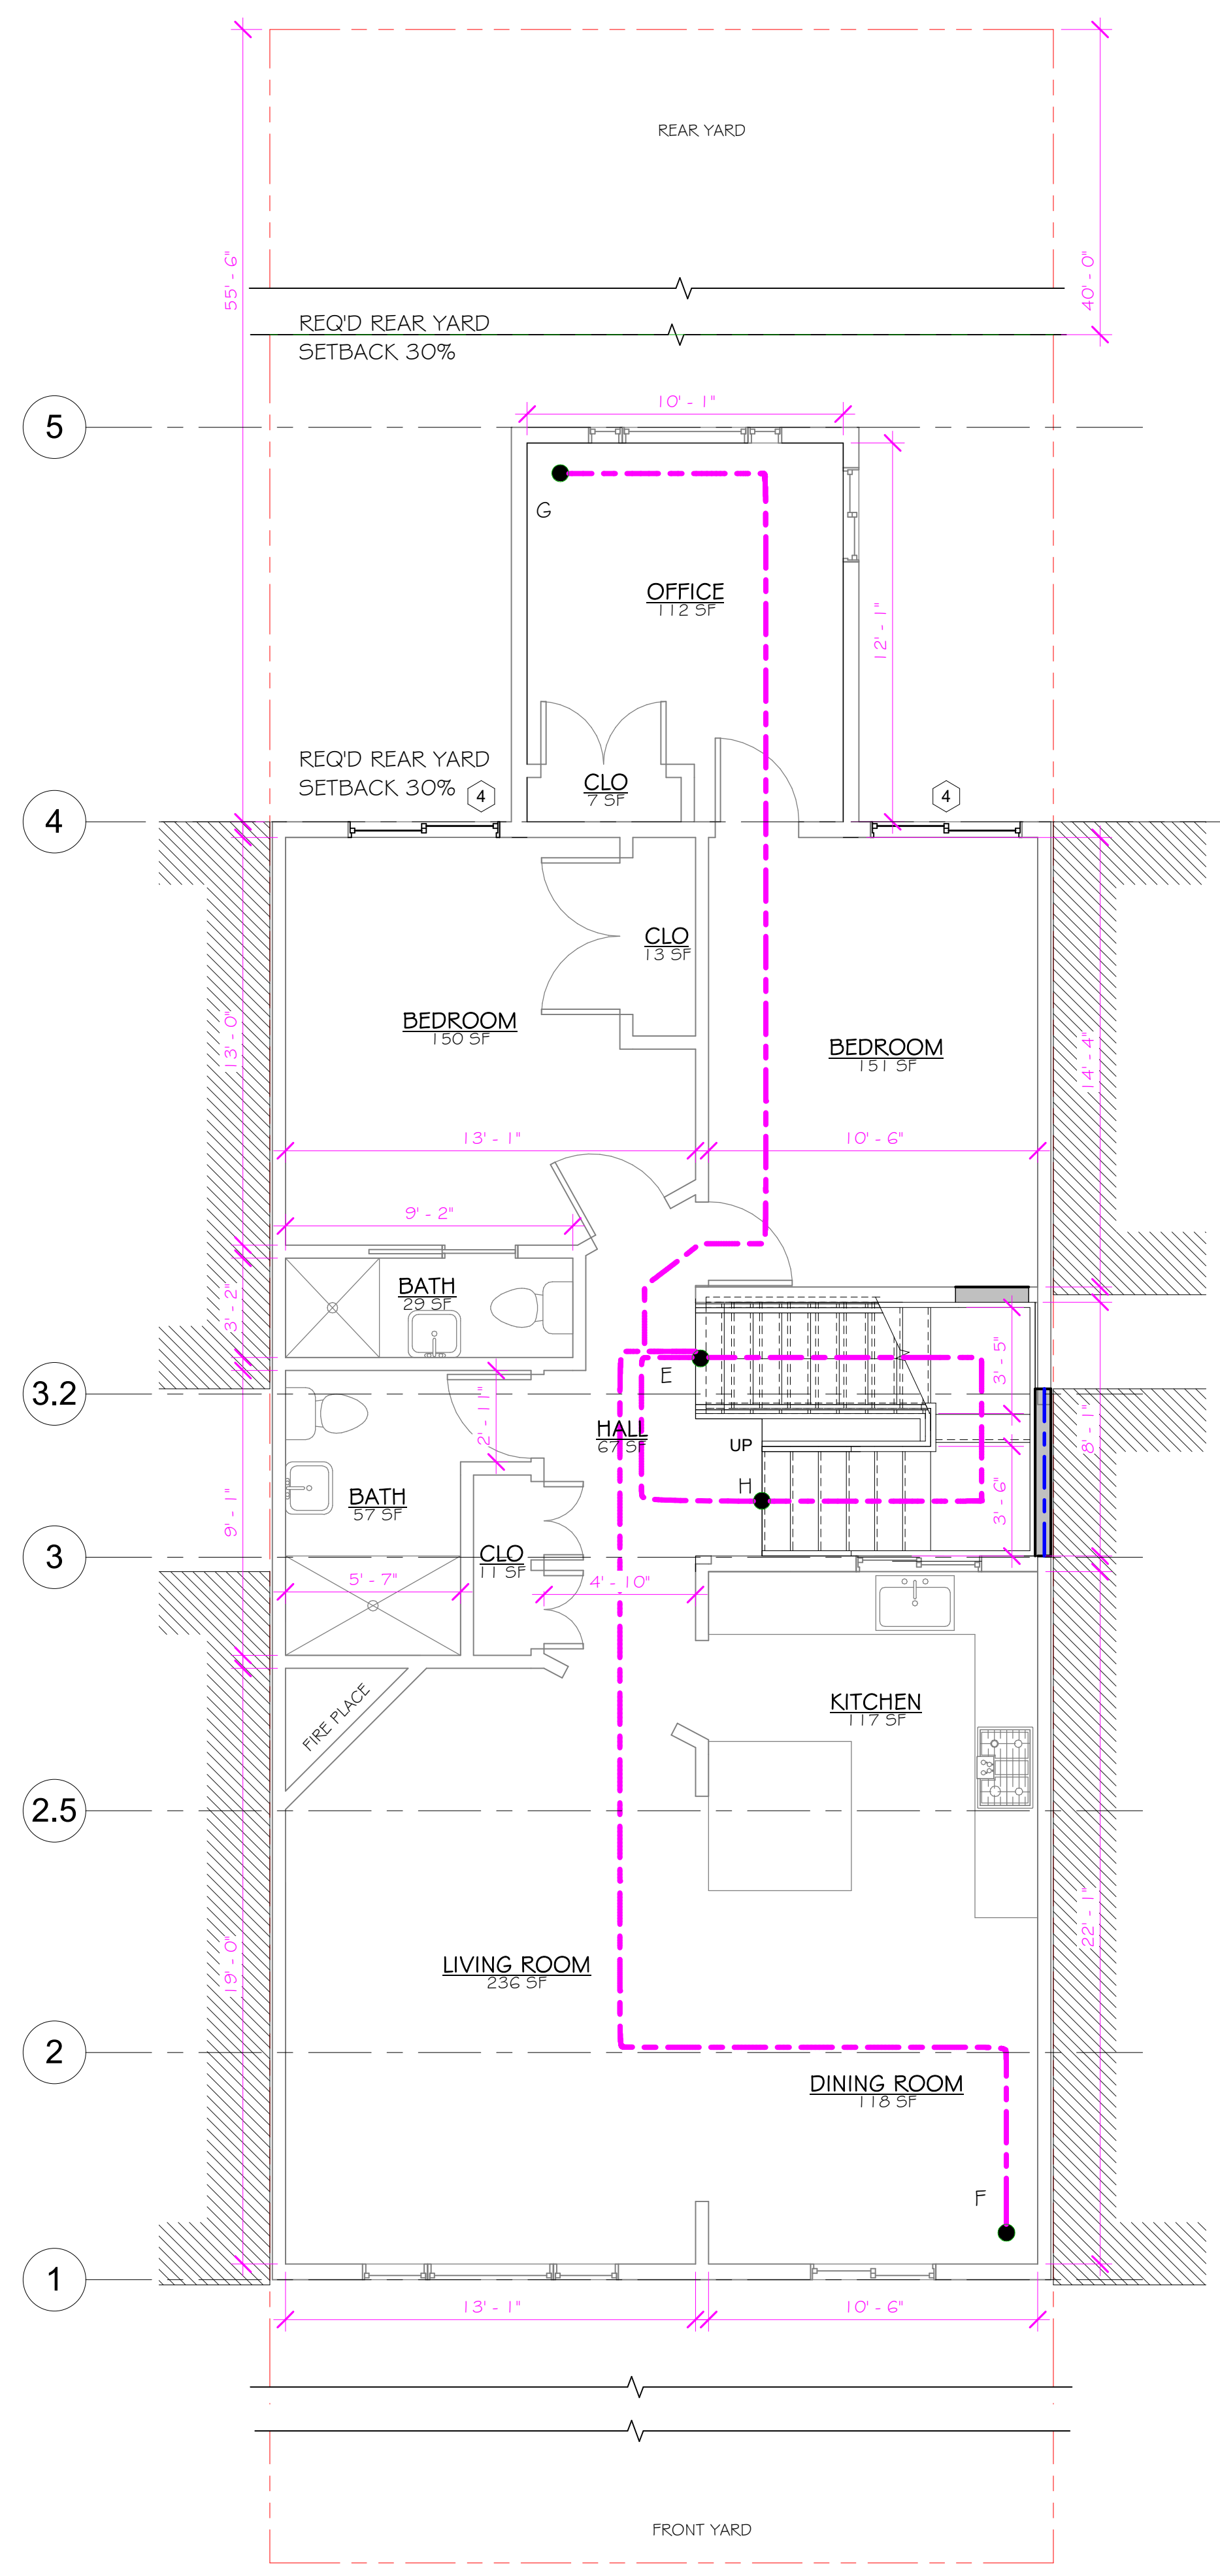 REAR YARD
55' - 6"
40' - 0"
REQ'D REAR YARD
SETBACK 30%
10' - 1"
5
G
OFFICE
112 SF
12' - 1"
REQ'D REAR YARD
SETBACK 30%
4
4
CLO
7 SF
4
CLO
13 SF
BEDROOM
150 SF
13' - 0"
BEDROOM
151 SF
14' - 4"
13' - 1"
10' - 6"
9' - 2"
BATH
29 SF
3' - 2"
3' - 5"
E
3.2
2' - 11"
HALL
67 SF
UP
8' - 1"
H
BATH
57 SF
9' - 1"
3' - 6"
3
CLO
11 SF
5' - 7"
4' - 10"
FIRE PLACE
KITCHEN
117 SF
2.5
22' - 1"
19' - 0"
LIVING ROOM
236 SF
2
DINING ROOM
118 SF
F
1
13' - 1"
10' - 6"
FRONT YARD